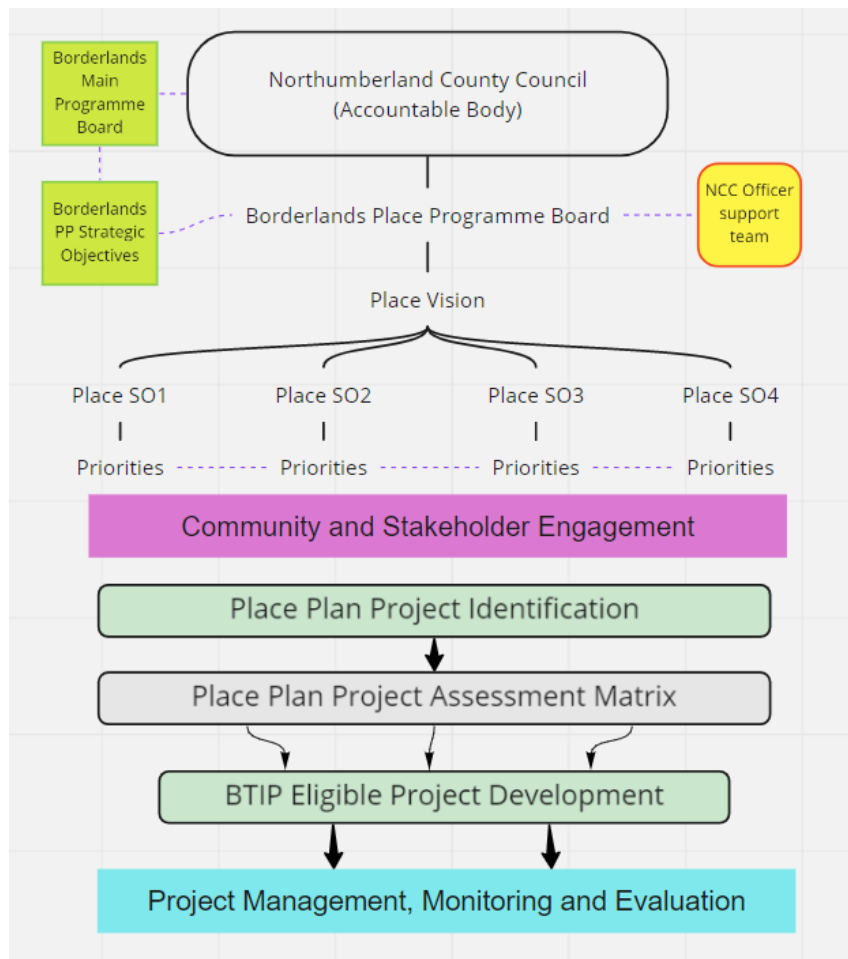 Borderlands
Main
Programme
Board
Northumberland County Council
(Accountable Body)
Borderlands
PP Strategic
Objectives
Borderlands Place Programme Board
NCC Officer
support
team
Place Vision
Place SO1
Place SO2
Place SO3
Place SO4
Priorities
Priorities
Priorities
Priorities
Community and Stakeholder Engagement
Place Plan Project Identification
Place Plan Project Assessment Matrix
BTIP Eligible Project Development
Project Management, Monitoring and Evaluation